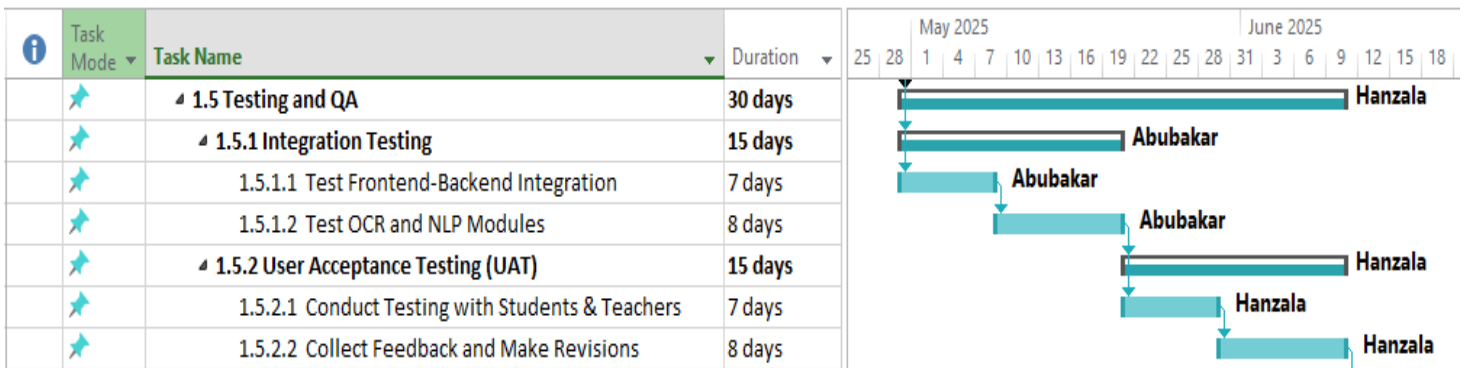 May 2025 June 2025
Task Mode Task Name Duration 25 28 1 4 7 10 13 16 19 22 25 28 31 3 6 9 12 15 18
1.5 Testing and QA 30 days Hanzala
1.5.1 Integration Testing 15 days Abubakar
1.5.1.1 Test Frontend-Backend Integration 7 days Abubakar
1.5.1.2 Test OCR and NLP Modules 8 days Abubakar
1.5.2 User Acceptance Testing (UAT) 15 days Hanzala
1.5.2.1 Conduct Testing with Students & Teachers 7 days Hanzala
1.5.2.2 Collect Feedback and Make Revisions 8 days Hanzala